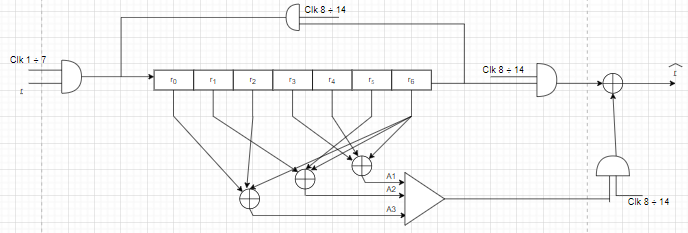 Clk 8 ÷ 14
Clk 1 ÷ 7
Clk 8 ÷ 14
r
r₀ r₁ r₂ r₃ r₄ r₅ r₆
r̂
A1
A2
A3
Clk 8 ÷ 14